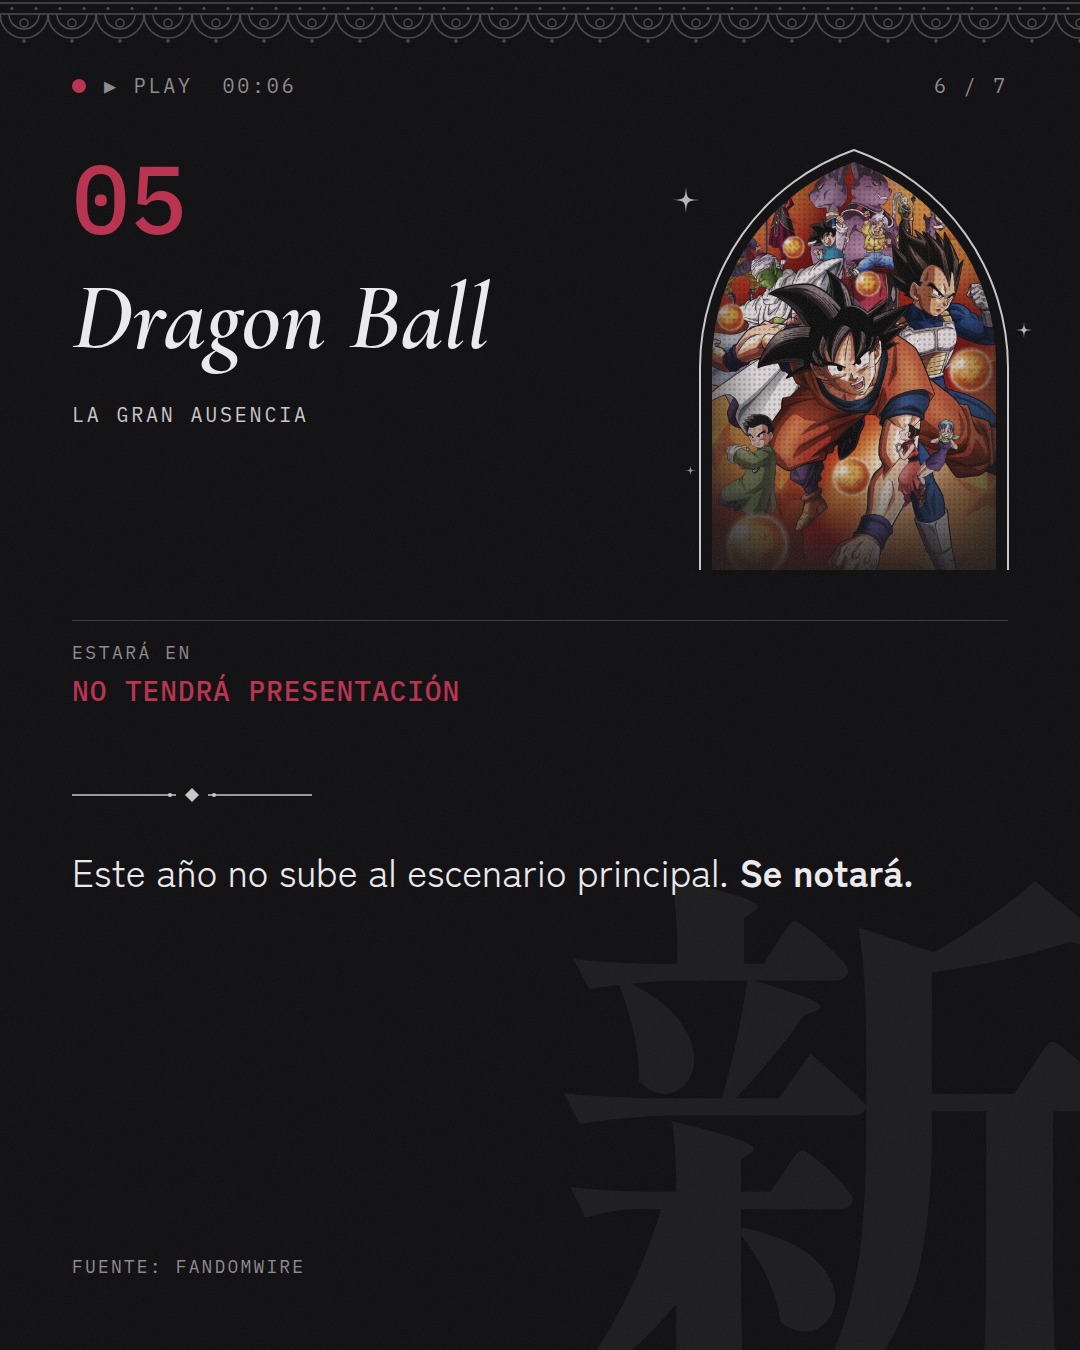 ▶ PLAY 00:06
6 / 7
05
Dragon Ball
LA GRAN AUSENCIA
ESTARÁ EN
NO TENDRÁ PRESENTACIÓN
Este año no sube al escenario principal. Se notará.
新
FUENTE: FANDOMWIRE